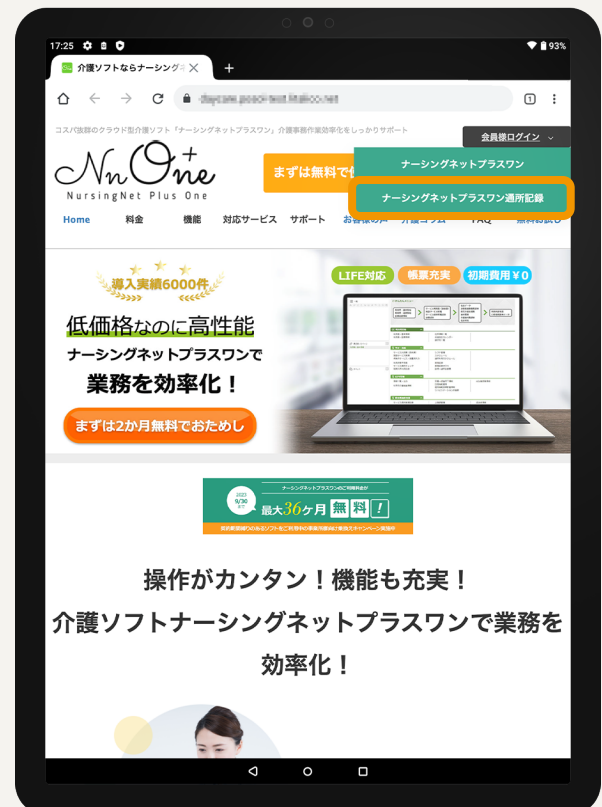 17:25
93%
介護ソフトならナーシングネ
コスパ抜群のクラウド型介護ソフト「ナーシングネットプラスワン」介護事務作業効率化をしっかりサポート
会員様ログイン
NnOne+
NursingNet Plus One
まずは無料で
ナーシングネットプラスワン
ナーシングネットプラスワン通所記録
Home 料金 機能 対応サービス サポート お客様の声 介護コラム FAQ 無料お試し
導入実績6000件
LIFE対応 帳票充実 初期費用¥0
低価格なのに高性能
ナーシングネットプラスワンで
業務を効率化！
まずは2か月無料でおためし
2023
9/30
まで
ナーシングネットプラスワンのご利用料金が
最大36ケ月無料！
操作がカンタン！機能も充実！
介護ソフトナーシングネットプラスワンで業務を
効率化！